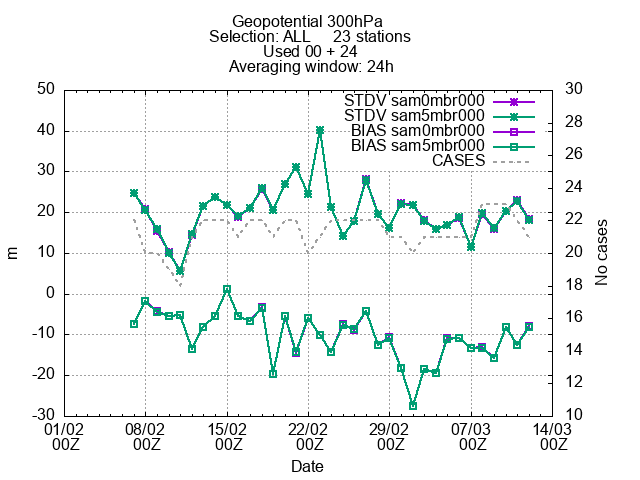 Geopotential 300hPa
Selection: ALL     23 stations
Used 00 + 24
Averaging window: 24h
STDV sam0mbr000
STDV sam5mbr000
BIAS sam0mbr000
BIAS sam5mbr000
CASES
50
40
30
20
10
0
-10
-20
-30
m
30
28
26
24
22
20
18
16
14
12
10
No cases
01/02 08/02 15/02 22/02 29/02 07/03 14/03
00Z 00Z 00Z 00Z 00Z 00Z 00Z
Date